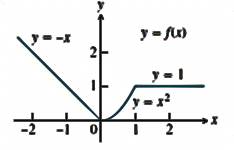 y
y = -x
y = f(x)
2
1
y = 1
y = x²
-2 -1 0 1 2 x